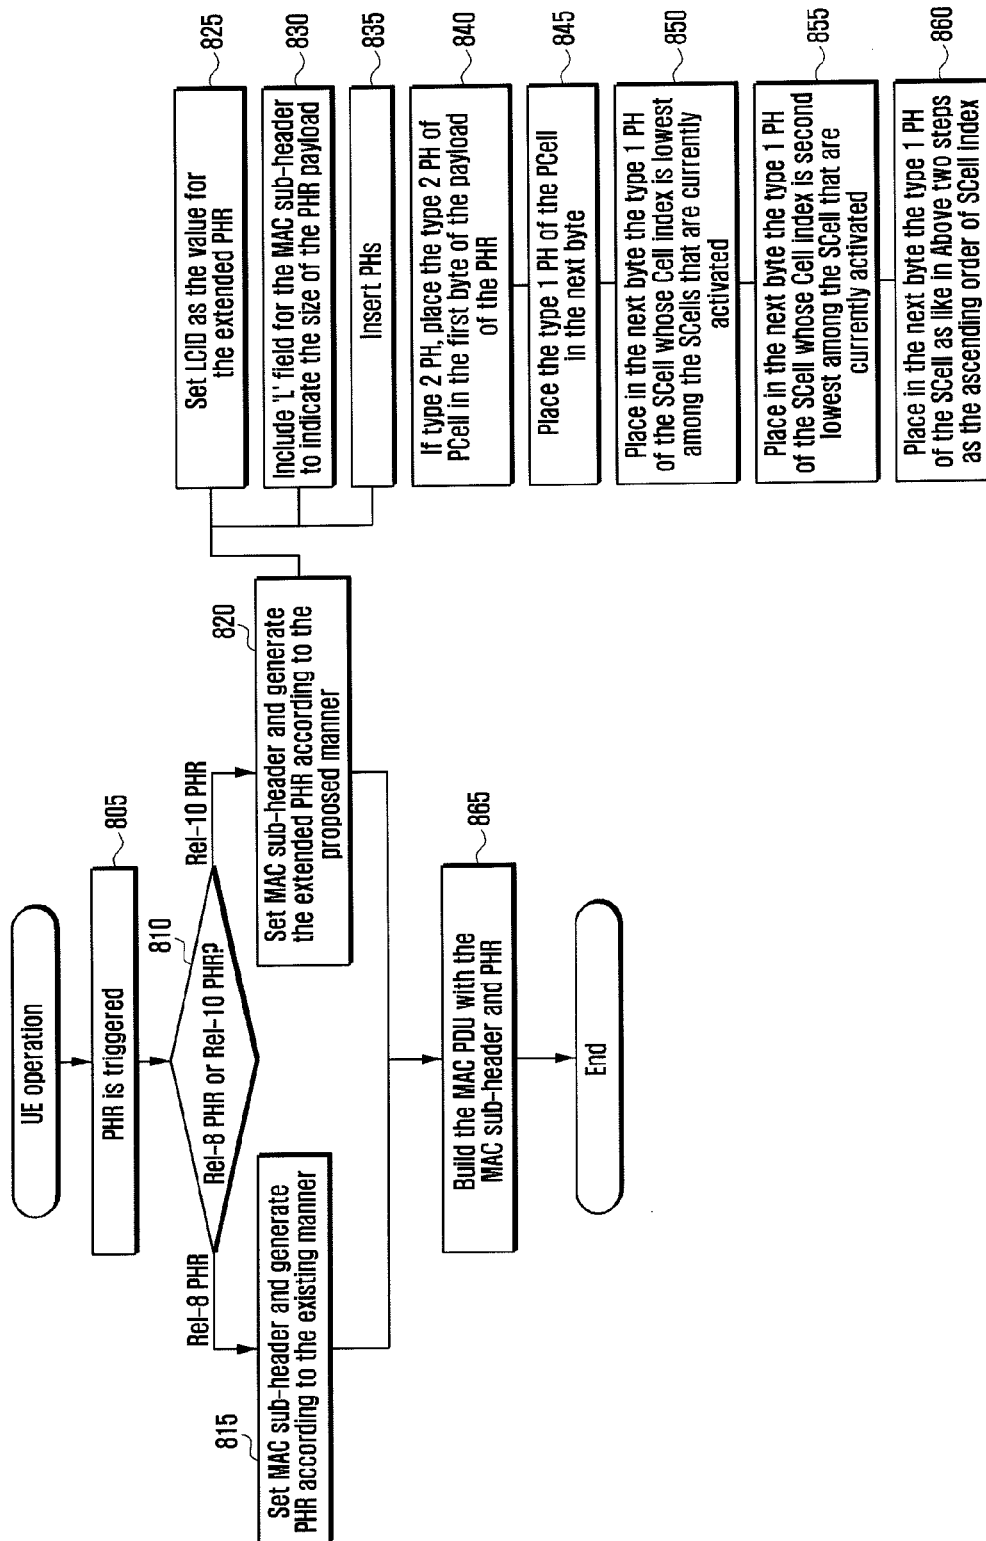 UE operation
PHR is triggered
805
810
Rel-8 PHR or Rel-10 PHR?
Rel-8 PHR
Rel-10 PHR
815
Set MAC sub-header and generate
PHR according to the existing manner
820
Set MAC sub-header and generate
the extended PHR according to the
proposed manner
Set LCID as the value for
the extended PHR
825
Include 'L' field for the MAC sub-header
to indicate the size of the PHR payload
830
Insert PHs
835
If type 2 PH, place the type 2 PH of
PCell in the first byte of the payload
of the PHR
840
Place the type 1 PH of the PCell
in the next byte
845
Place in the next byte the type 1 PH
of the SCell whose Cell index is lowest
among the SCells that are currently
activated
850
Place in the next byte the type 1 PH
of the SCell whose Cell index is second
lowest among the SCell that are
currently activated
855
Place in the next byte the type 1 PH
of the SCell as like in Above two steps
as the ascending order of SCell index
860
Build the MAC PDU with the
MAC sub-header and PHR
865
End